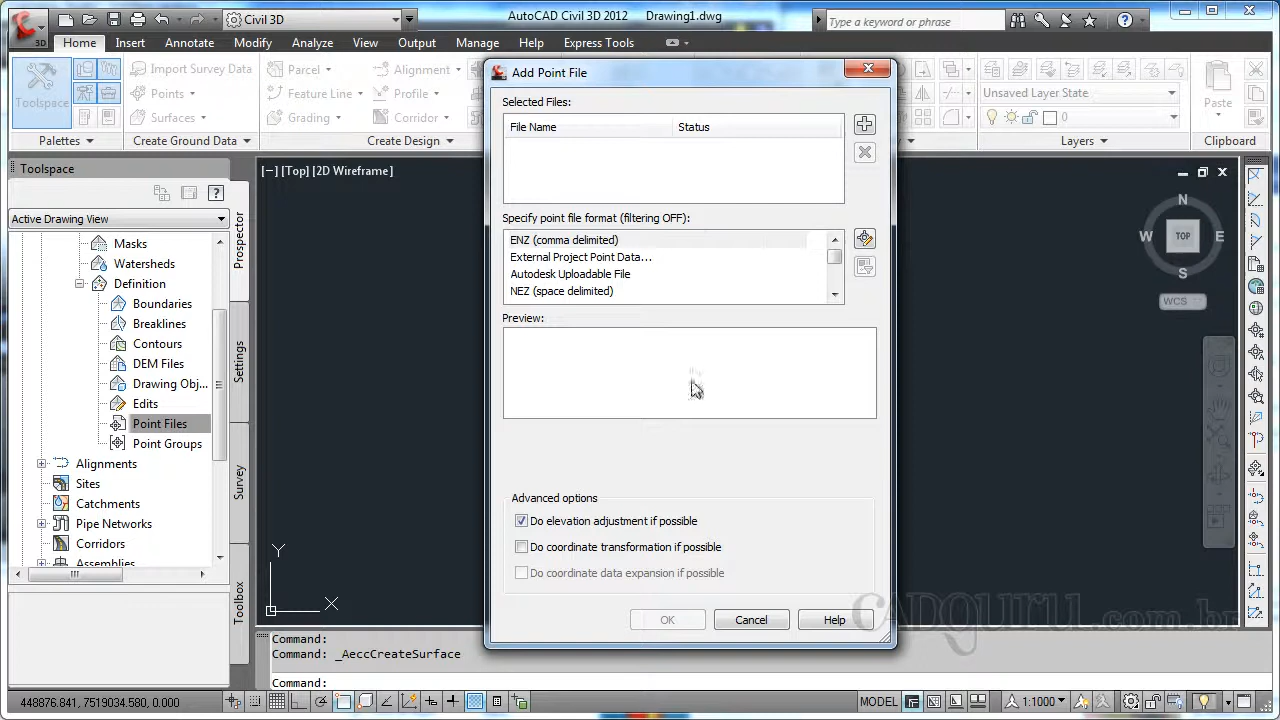 Civil 3D
AutoCAD Civil 3D 2012 Drawing1.dwg
Type a keyword or phrase
3D
Home Insert Annotate Modify Analyze View Output Manage Help Express Tools
Toolspace
Import Survey Data
Points
Surfaces
Parcel
Feature Line
Grading
Alignment
Profile
Corridor
Unsaved Layer State
0
Paste
Palettes Create Ground Data Create Design Layers Clipboard
Toolspace
Active Drawing View
Masks
Watersheds
Definition
Boundaries
Breaklines
Contours
DEM Files
Drawing Obj...
Edits
Point Files
Point Groups
Alignments
Sites
Catchments
Pipe Networks
Corridors
Assemblies
Prospector
Settings
Survey
Toolbox
[−] [Top] [2D Wireframe]
Add Point File
Selected Files:
File Name Status
Specify point file format (filtering OFF):
ENZ (comma delimited)
External Project Point Data...
Autodesk Uploadable File
NEZ (space delimited)
Preview:
Advanced options
Do elevation adjustment if possible
Do coordinate transformation if possible
Do coordinate data expansion if possible
OK Cancel Help
N
W TOP E
S
WCS
Y
X
CADGURU.com.br
Command:
Command: _AeccCreateSurface
Command:
448876.841, 7519034.580, 0.000
MODEL
1:1000